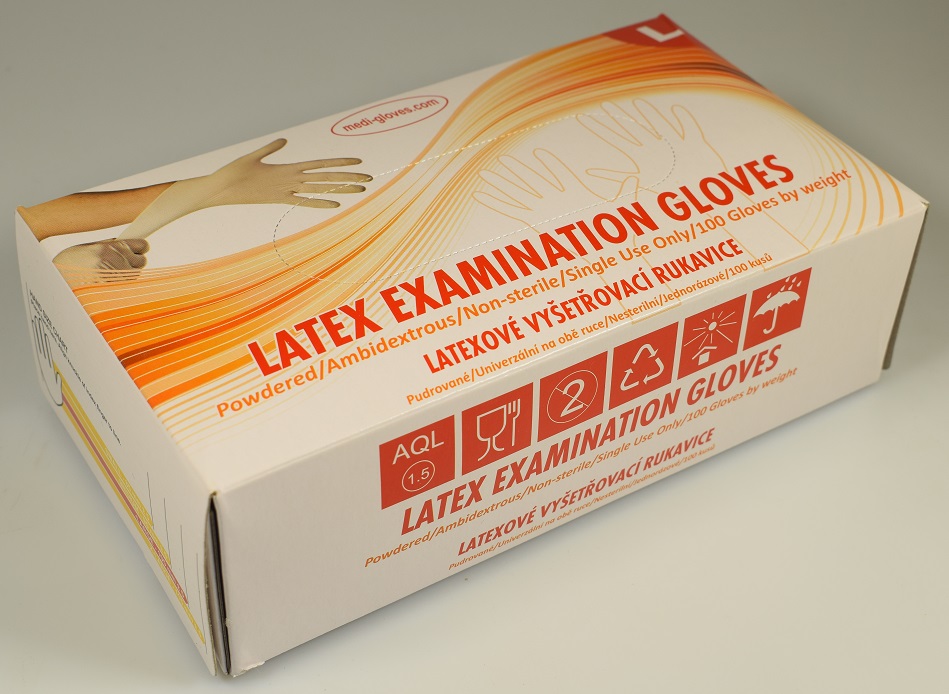 L
medi-gloves.com
LATEX EXAMINATION GLOVES
Powdered/Ambidextrous/Non-sterile/Single Use Only/100 Gloves by weight
LATEXOVÉ VYŠETŘOVACÍ RUKAVICE
Pudrované/Univerzální na obě ruce/Nesterilní/Jednorázové/100 kusů
AQL
1.5
2
LATEX EXAMINATION GLOVES
Powdered/Ambidextrous/Non-sterile/Single Use Only/100 Gloves by weight
LATEXOVÉ VYŠETŘOVACÍ RUKAVICE
Pudrované/Univerzální na obě ruce/Nesterilní/Jednorázové/100 kusů